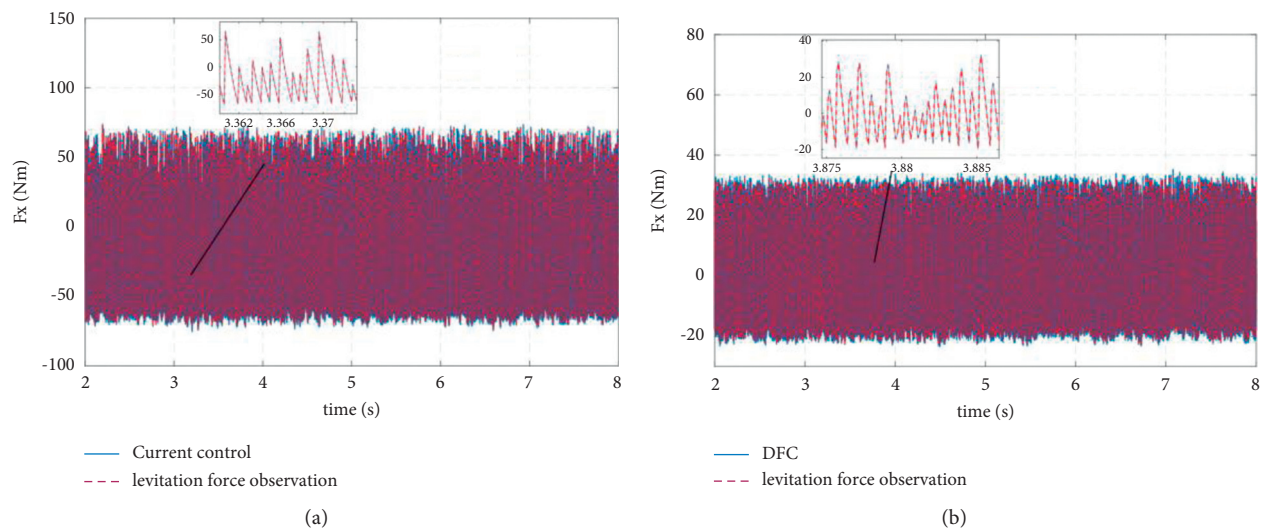 150
100
50
0
-50
-100
Fx (Nm)
50
0
-50
3.362 3.366 3.37
2 3 4 5 6 7 8
time (s)
Current control
levitation force observation
(a)
80
60
40
20
0
-20
Fx (Nm)
40
20
0
-20
3.875 3.88 3.885
2 3 4 5 6 7 8
time (s)
DFC
levitation force observation
(b)